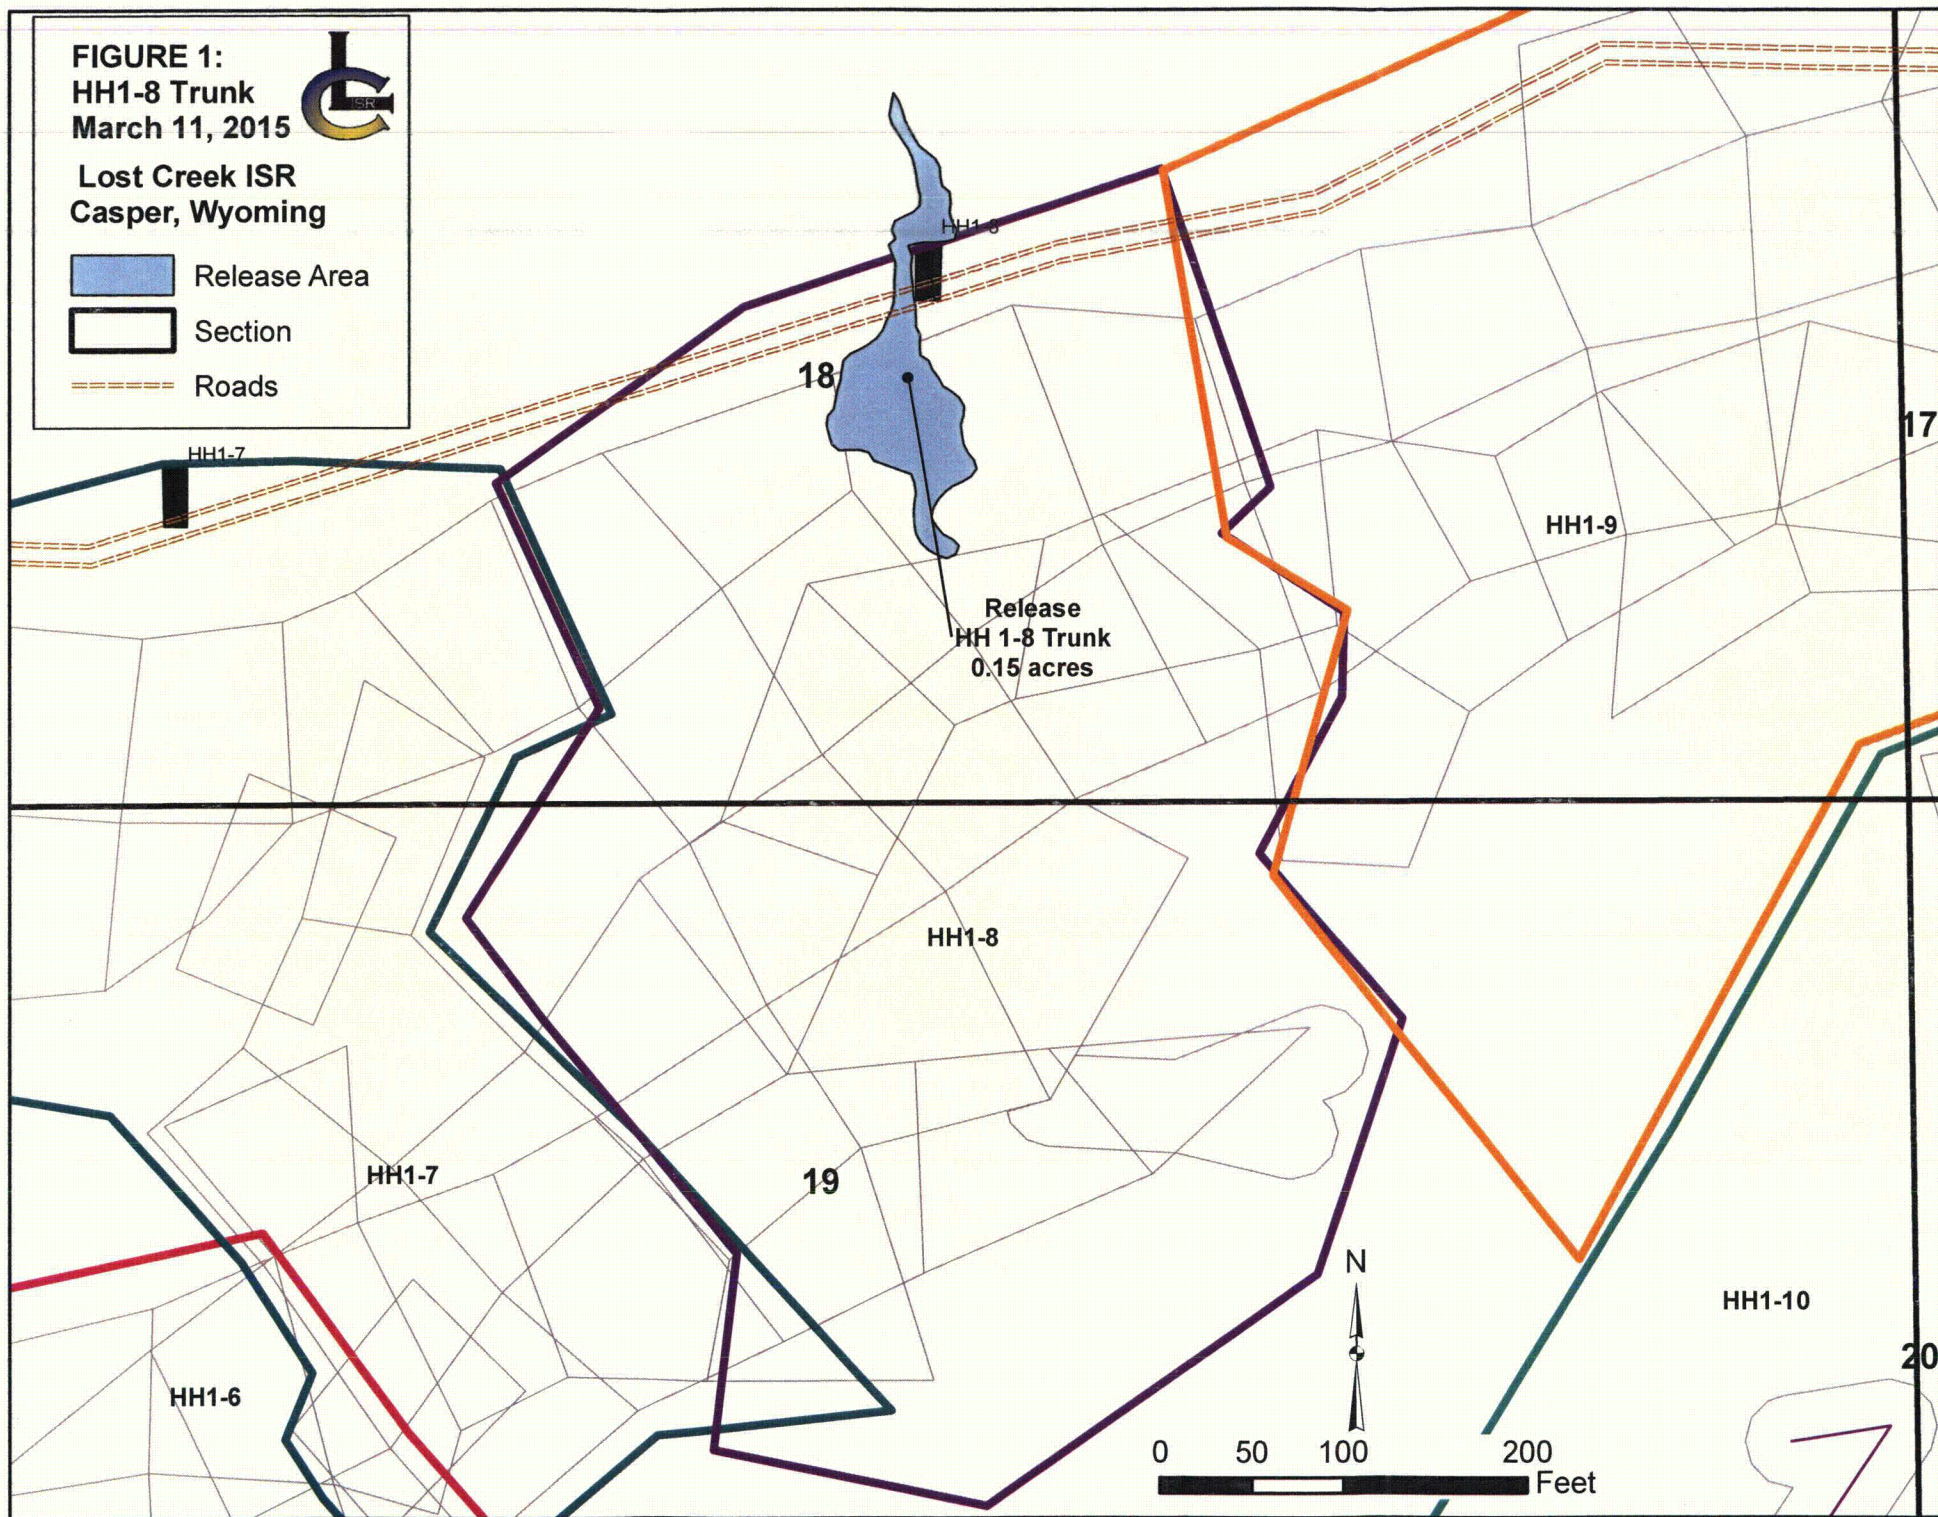 FIGURE 1:
HH1-8 Trunk
March 11, 2015
LC ISR
Lost Creek ISR
Casper, Wyoming
Release Area
Section
Roads
HH1-8
18
17
HH1-7
HH1-9
Release
HH 1-8 Trunk
0.15 acres
HH1-8
HH1-7
19
N
HH1-10
20
HH1-6
0 50 100 200
Feet